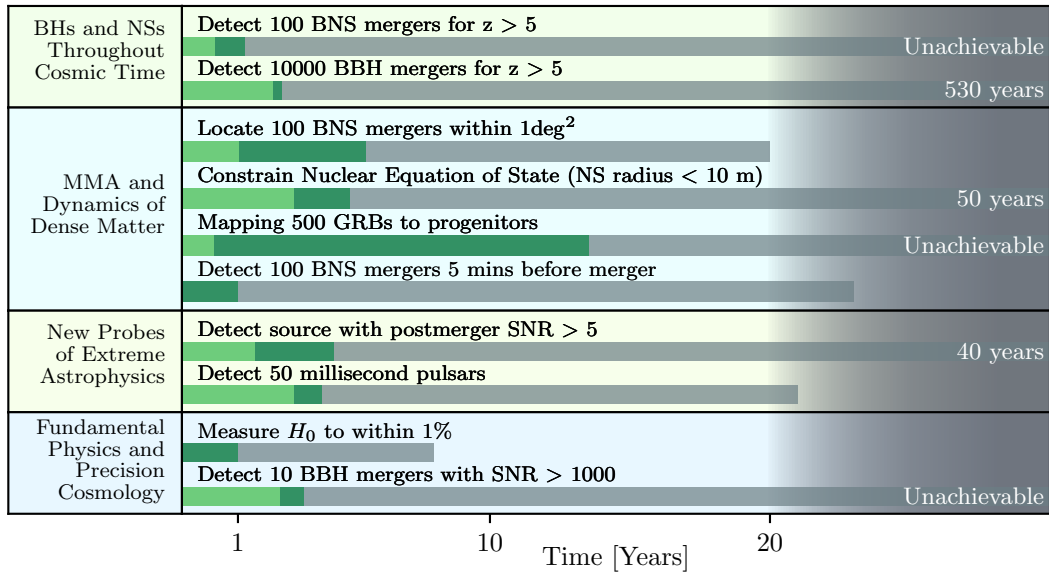 BHs and NSs
Throughout
Cosmic Time
Detect 100 BNS mergers for z > 5
Unachievable
Detect 10000 BBH mergers for z > 5
530 years
MMA and
Dynamics of
Dense Matter
Locate 100 BNS mergers within 1deg²
Constrain Nuclear Equation of State (NS radius < 10 m)
50 years
Mapping 500 GRBs to progenitors
Unachievable
Detect 100 BNS mergers 5 mins before merger
New Probes
of Extreme
Astrophysics
Detect source with postmerger SNR > 5
40 years
Detect 50 millisecond pulsars
Fundamental
Physics and
Precision
Cosmology
Measure H₀ to within 1%
Detect 10 BBH mergers with SNR > 1000
Unachievable
1 10 20
Time [Years]